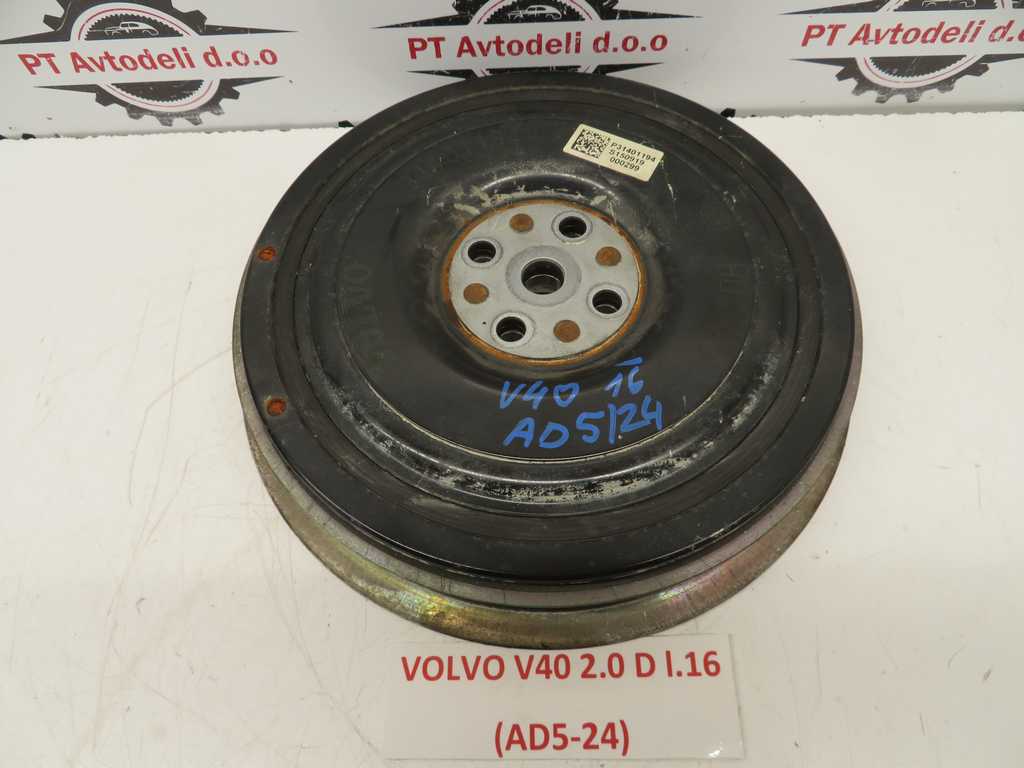 PT Avtodeli d.o.o
PT Avtodeli d.o.o
PT Avtodeli d.o.o
P31401194
S150919
000299
VOLVO
V40 16
AD5/24
VOLVO V40 2.0 D l.16
(AD5-24)